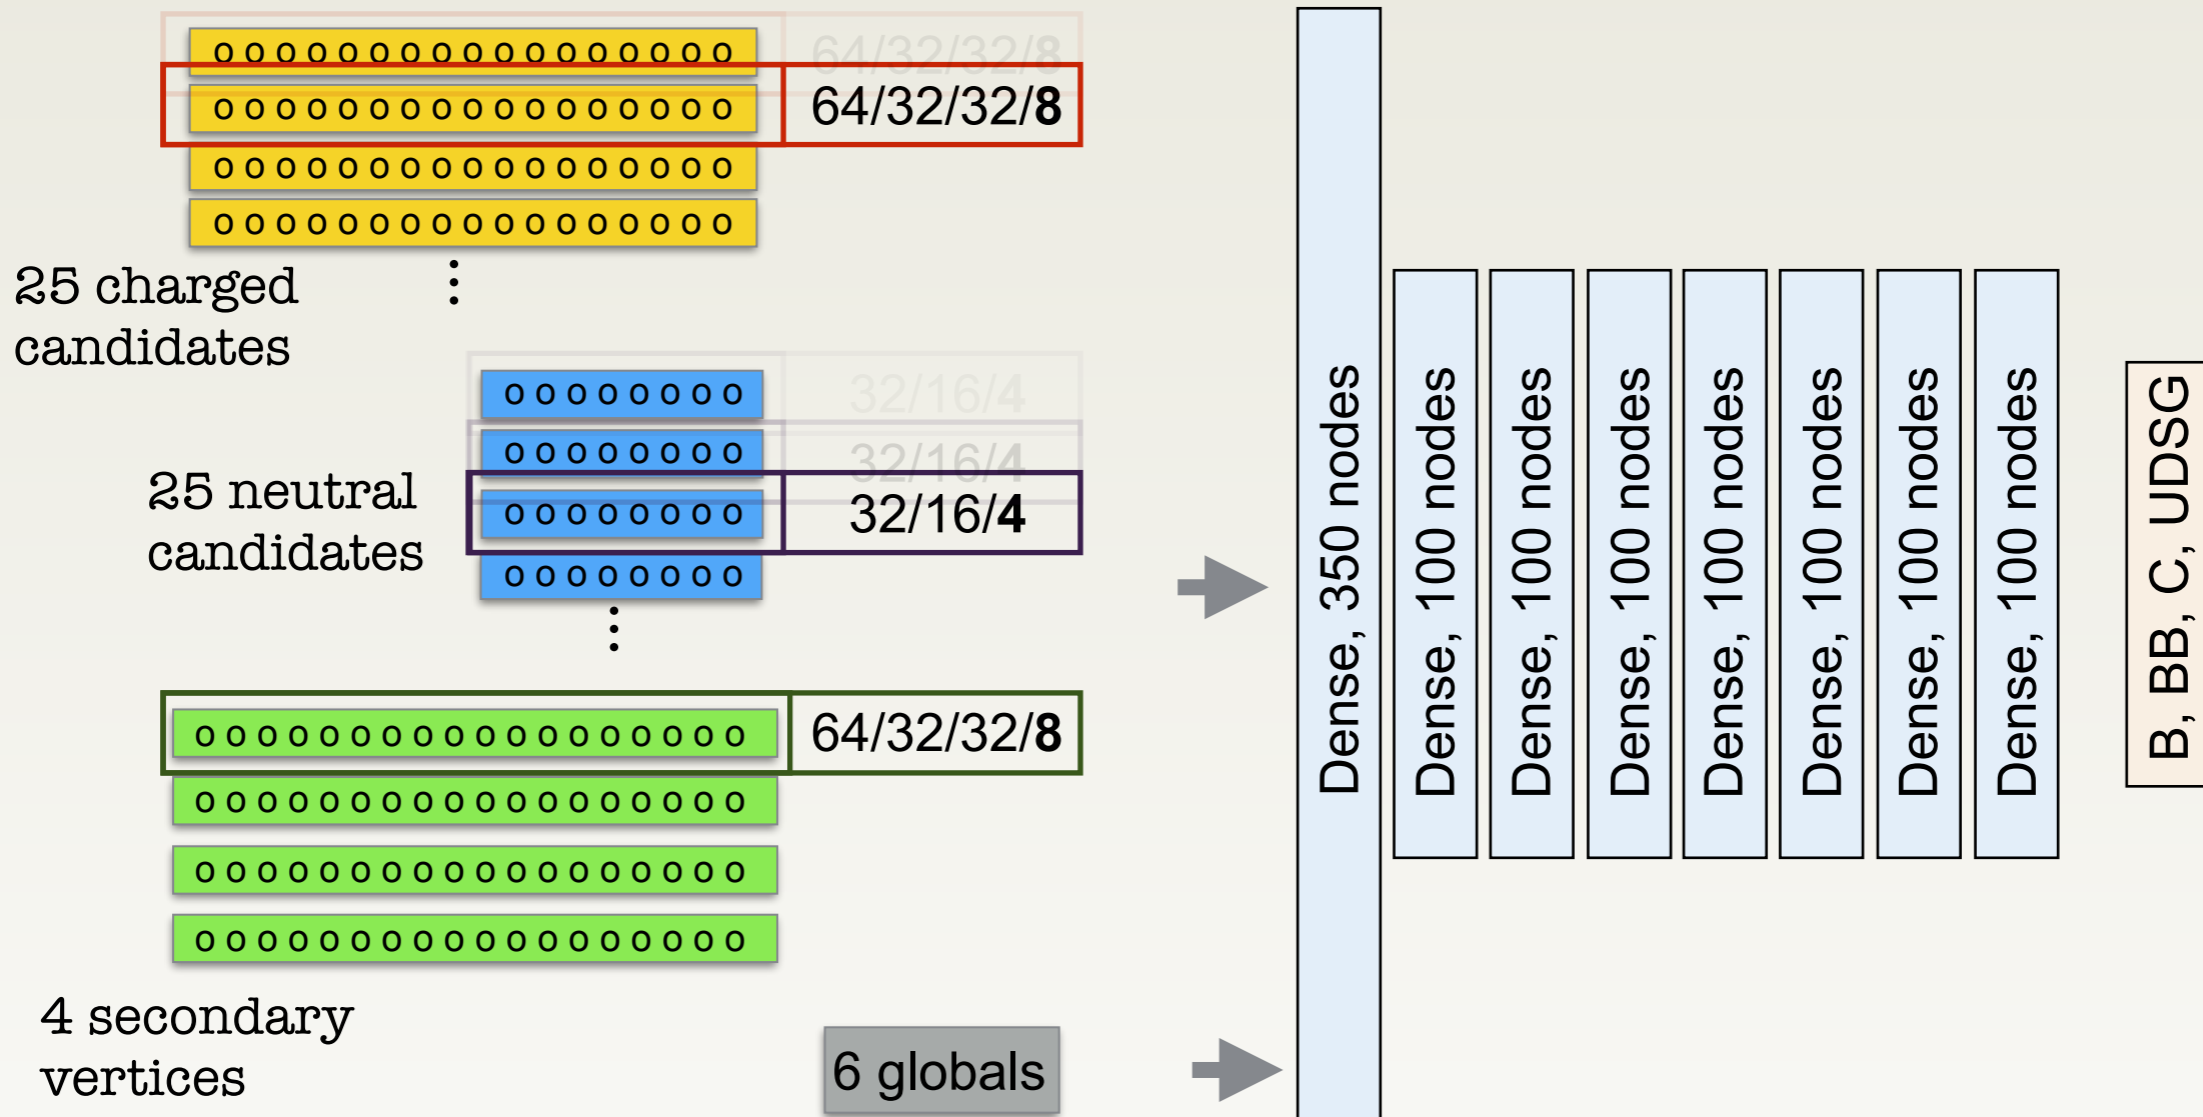 o o o o o o o o o o o o o o o o o 64/32/32/8
o o o o o o o o o o o o o o o o o 64/32/32/8
o o o o o o o o o o o o o o o o o
o o o o o o o o o o o o o o o o o
25 charged
candidates
o o o o o o o o 32/16/4
o o o o o o o o 32/16/4
o o o o o o o o 32/16/4
o o o o o o o o
25 neutral
candidates
o o o o o o o o o o o o o o o o o o 64/32/32/8
o o o o o o o o o o o o o o o o o o
o o o o o o o o o o o o o o o o o o
o o o o o o o o o o o o o o o o o o
4 secondary
vertices
6 globals
Dense, 350 nodes
Dense, 100 nodes
Dense, 100 nodes
Dense, 100 nodes
Dense, 100 nodes
Dense, 100 nodes
Dense, 100 nodes
Dense, 100 nodes
B, BB, C, UDSG